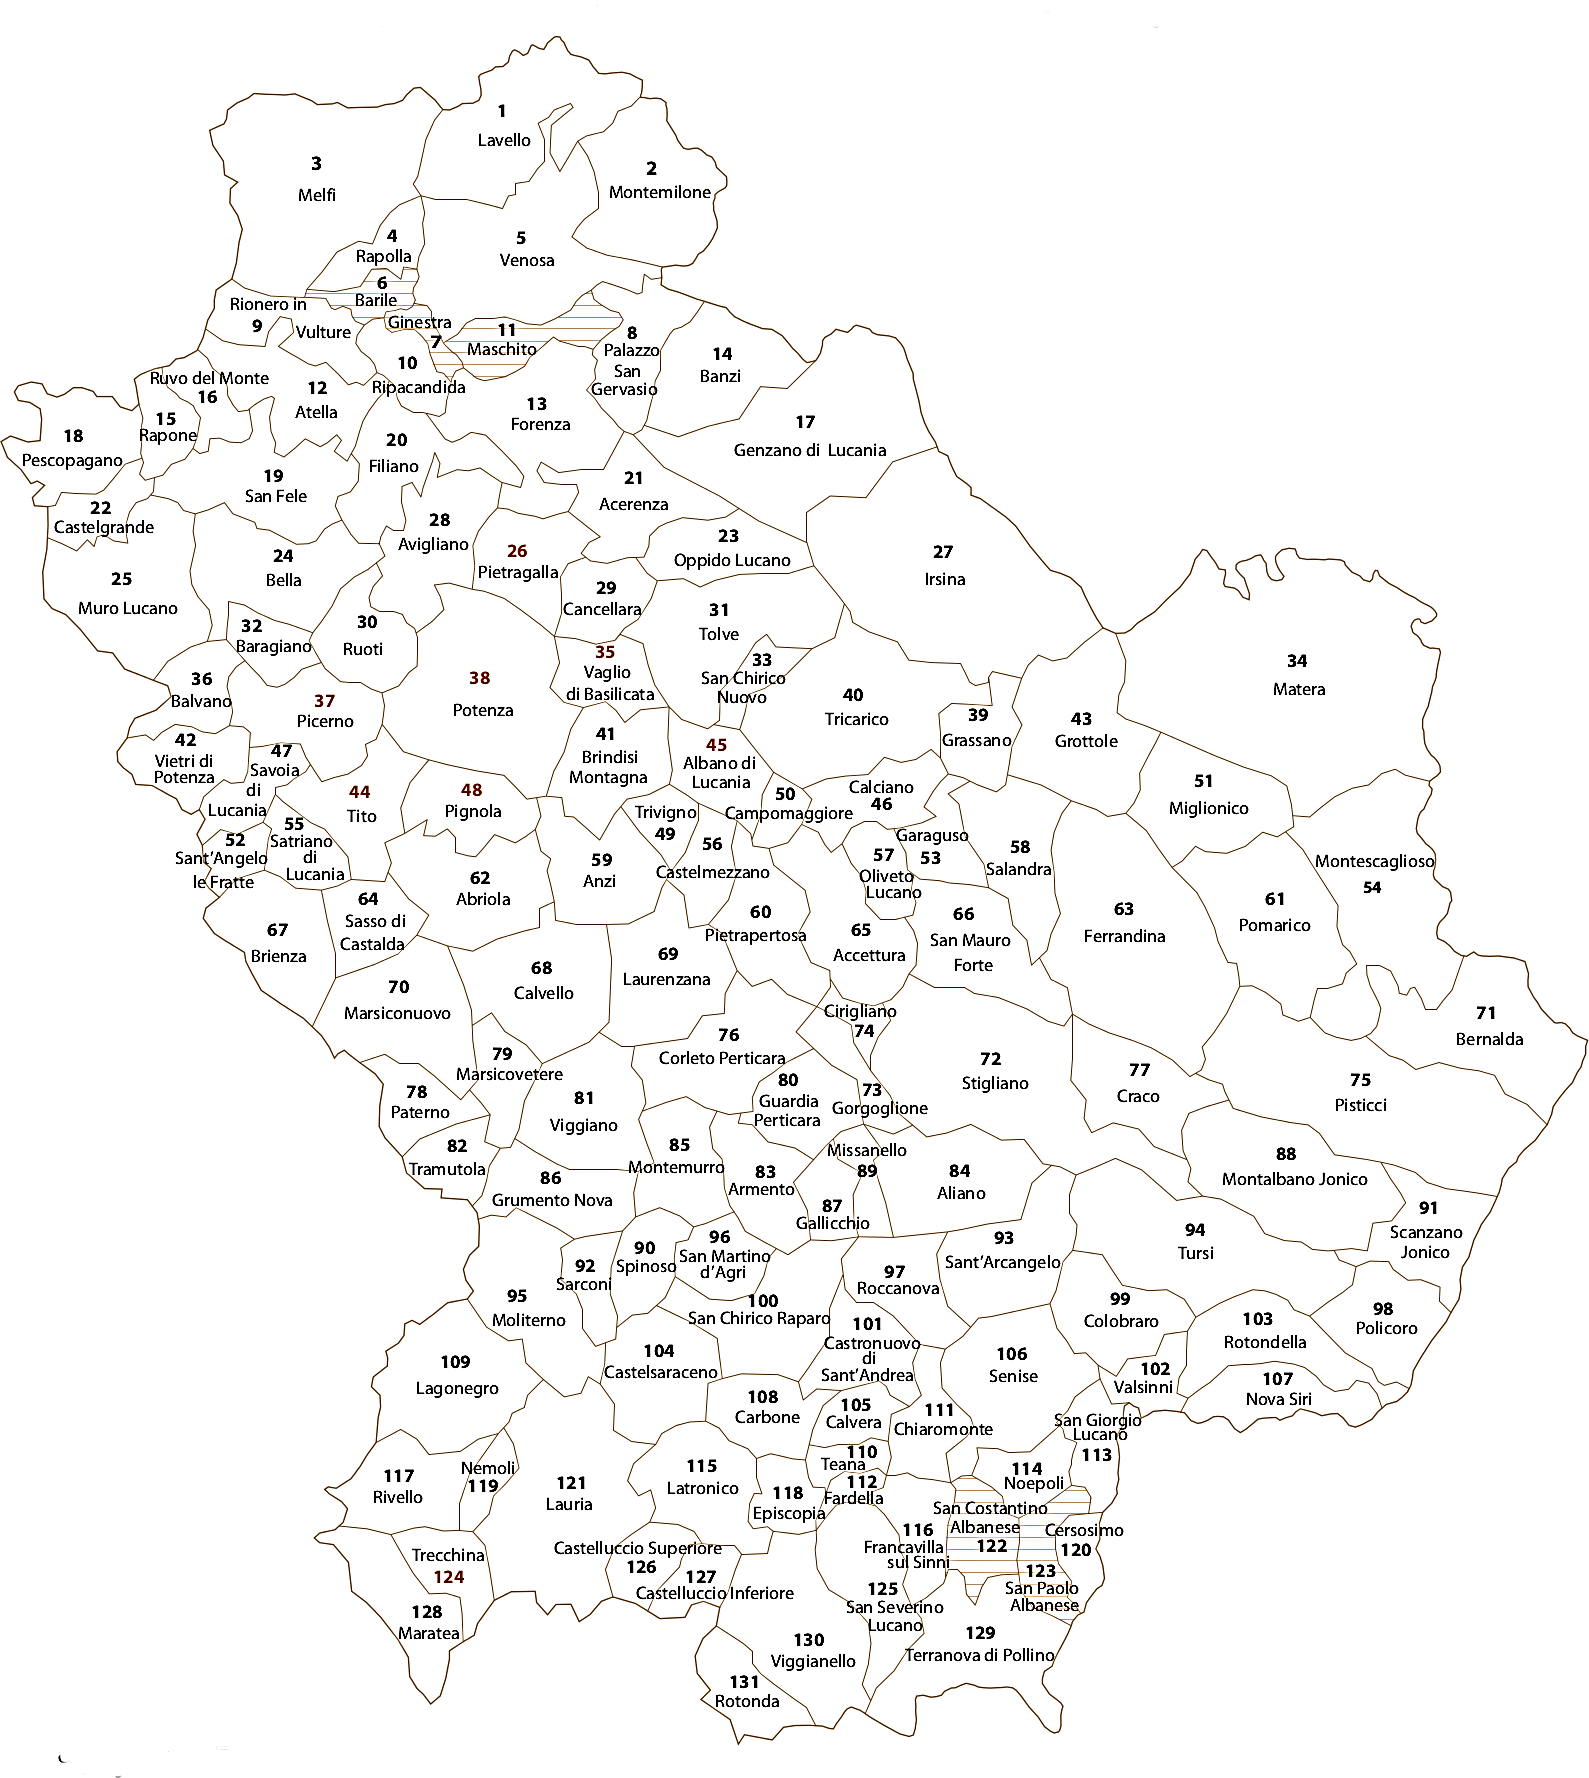 1
Lavello
2
Montemilone
3
Melfi
4
Rapolla
5
Venosa
6
Barile
Ginestra
7
8
Palazzo
San
Gervasio
Rionero in
9
Vulture
10
Ripacandida
11
Maschito
12
Atella
13
Forenza
14
Banzi
15
Rapone
Ruvo del Monte
16
17
Genzano di Lucania
18
Pescopagano
19
San Fele
20
Filiano
21
Acerenza
22
Castelgrande
23
Oppido Lucano
24
Bella
25
Muro Lucano
26
Pietragalla
27
Irsina
28
Avigliano
29
Cancellara
30
Ruoti
31
Tolve
32
Baragiano
33
San Chirico
Nuovo
34
Matera
35
Vaglio
di Basilicata
36
Balvano
37
Picerno
38
Potenza
39
Grassano
40
Tricarico
41
Brindisi
Montagna
42
Vietri di
Potenza
43
Grottole
44
Tito
45
Albano di
Lucania
Calciano
46
47
Savoia
di
Lucania
48
Pignola
Trivigno
49
50
Campomaggiore
51
Miglionico
52
Sant'Angelo
le Fratte
Garaguso
53
Montescaglioso
54
55
Satriano
di
Lucania
56
Castelmezzano
57
Oliveto
Lucano
58
Salandra
59
Anzi
60
Pietrapertosa
61
Pomarico
62
Abriola
63
Ferrandina
64
Sasso di
Castalda
65
Accettura
66
San Mauro
Forte
67
Brienza
68
Calvello
69
Laurenzana
70
Marsiconuovo
71
Bernalda
72
Stigliano
73
Gorgoglione
Cirigliano
74
75
Pisticci
76
Corleto Perticara
77
Craco
78
Paterno
79
Marsicovetere
80
Guardia
Perticara
81
Viggiano
82
Tramutola
83
Armento
84
Aliano
85
Montemurro
86
Grumento Nova
87
Gallicchio
88
Montalbano Jonico
Missanello
89
90
Spinoso
91
Scanzano
Jonico
92
Sarconi
93
Sant'Arcangelo
94
Tursi
95
Moliterno
96
San Martino
d'Agri
97
Roccanova
98
Policoro
99
Colobraro
100
San Chirico Raparo
101
Castronuovo
di
Sant'Andrea
102
Valsinni
103
Rotondella
104
Castelsaraceno
105
Calvera
106
Senise
107
Nova Siri
108
Carbone
109
Lagonegro
110
Teana
111
Chiaromonte
112
Fardella
San Giorgio
Lucano
113
114
Noepoli
115
Latronico
116
Francavilla
sul Sinni
117
Rivello
118
Episcopia
Nemoli
119
Cersosimo
120
121
Lauria
San Costantino
Albanese
122
123
San Paolo
Albanese
Trecchina
124
125
San Severino
Lucano
Castelluccio Superiore
126
127
Castelluccio Inferiore
128
Maratea
129
Terranova di Pollino
130
Viggianello
131
Rotonda